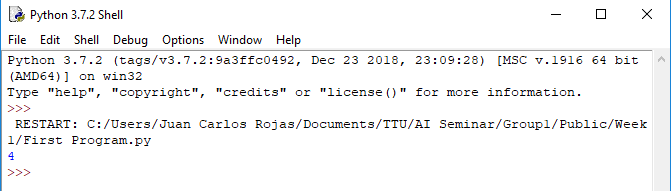 Python 3.7.2 Shell
File Edit Shell Debug Options Window Help
Python 3.7.2 (tags/v3.7.2:9a3ffc0492, Dec 23 2018, 23:09:28) [MSC v.1916 64 bit
(AMD64)] on win32
Type "help", "copyright", "credits" or "license()" for more information.
>>>
RESTART: C:/Users/Juan Carlos Rojas/Documents/TTU/AI Seminar/Group1/Public/Week
1/First Program.py
4
>>>